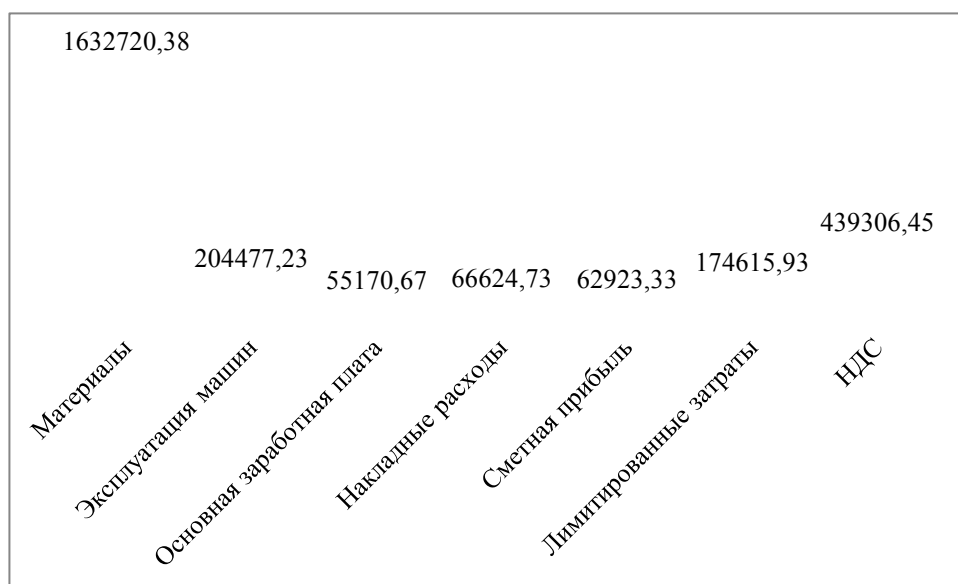 1632720,38
204477,23
55170,67
66624,73
62923,33
174615,93
439306,45
Материалы
Эксплуатация машин
Основная заработная плата
Накладные расходы
Сметная прибыль
Лимитированные затраты
НДС